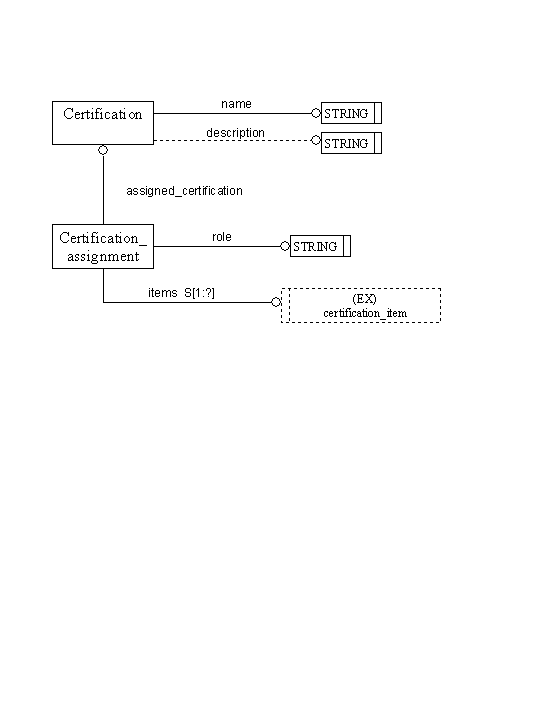 Certification
name
STRING
description
STRING
assigned_certification
Certification_
assignment
role
STRING
items S[1:?]
(EX)
certification_item